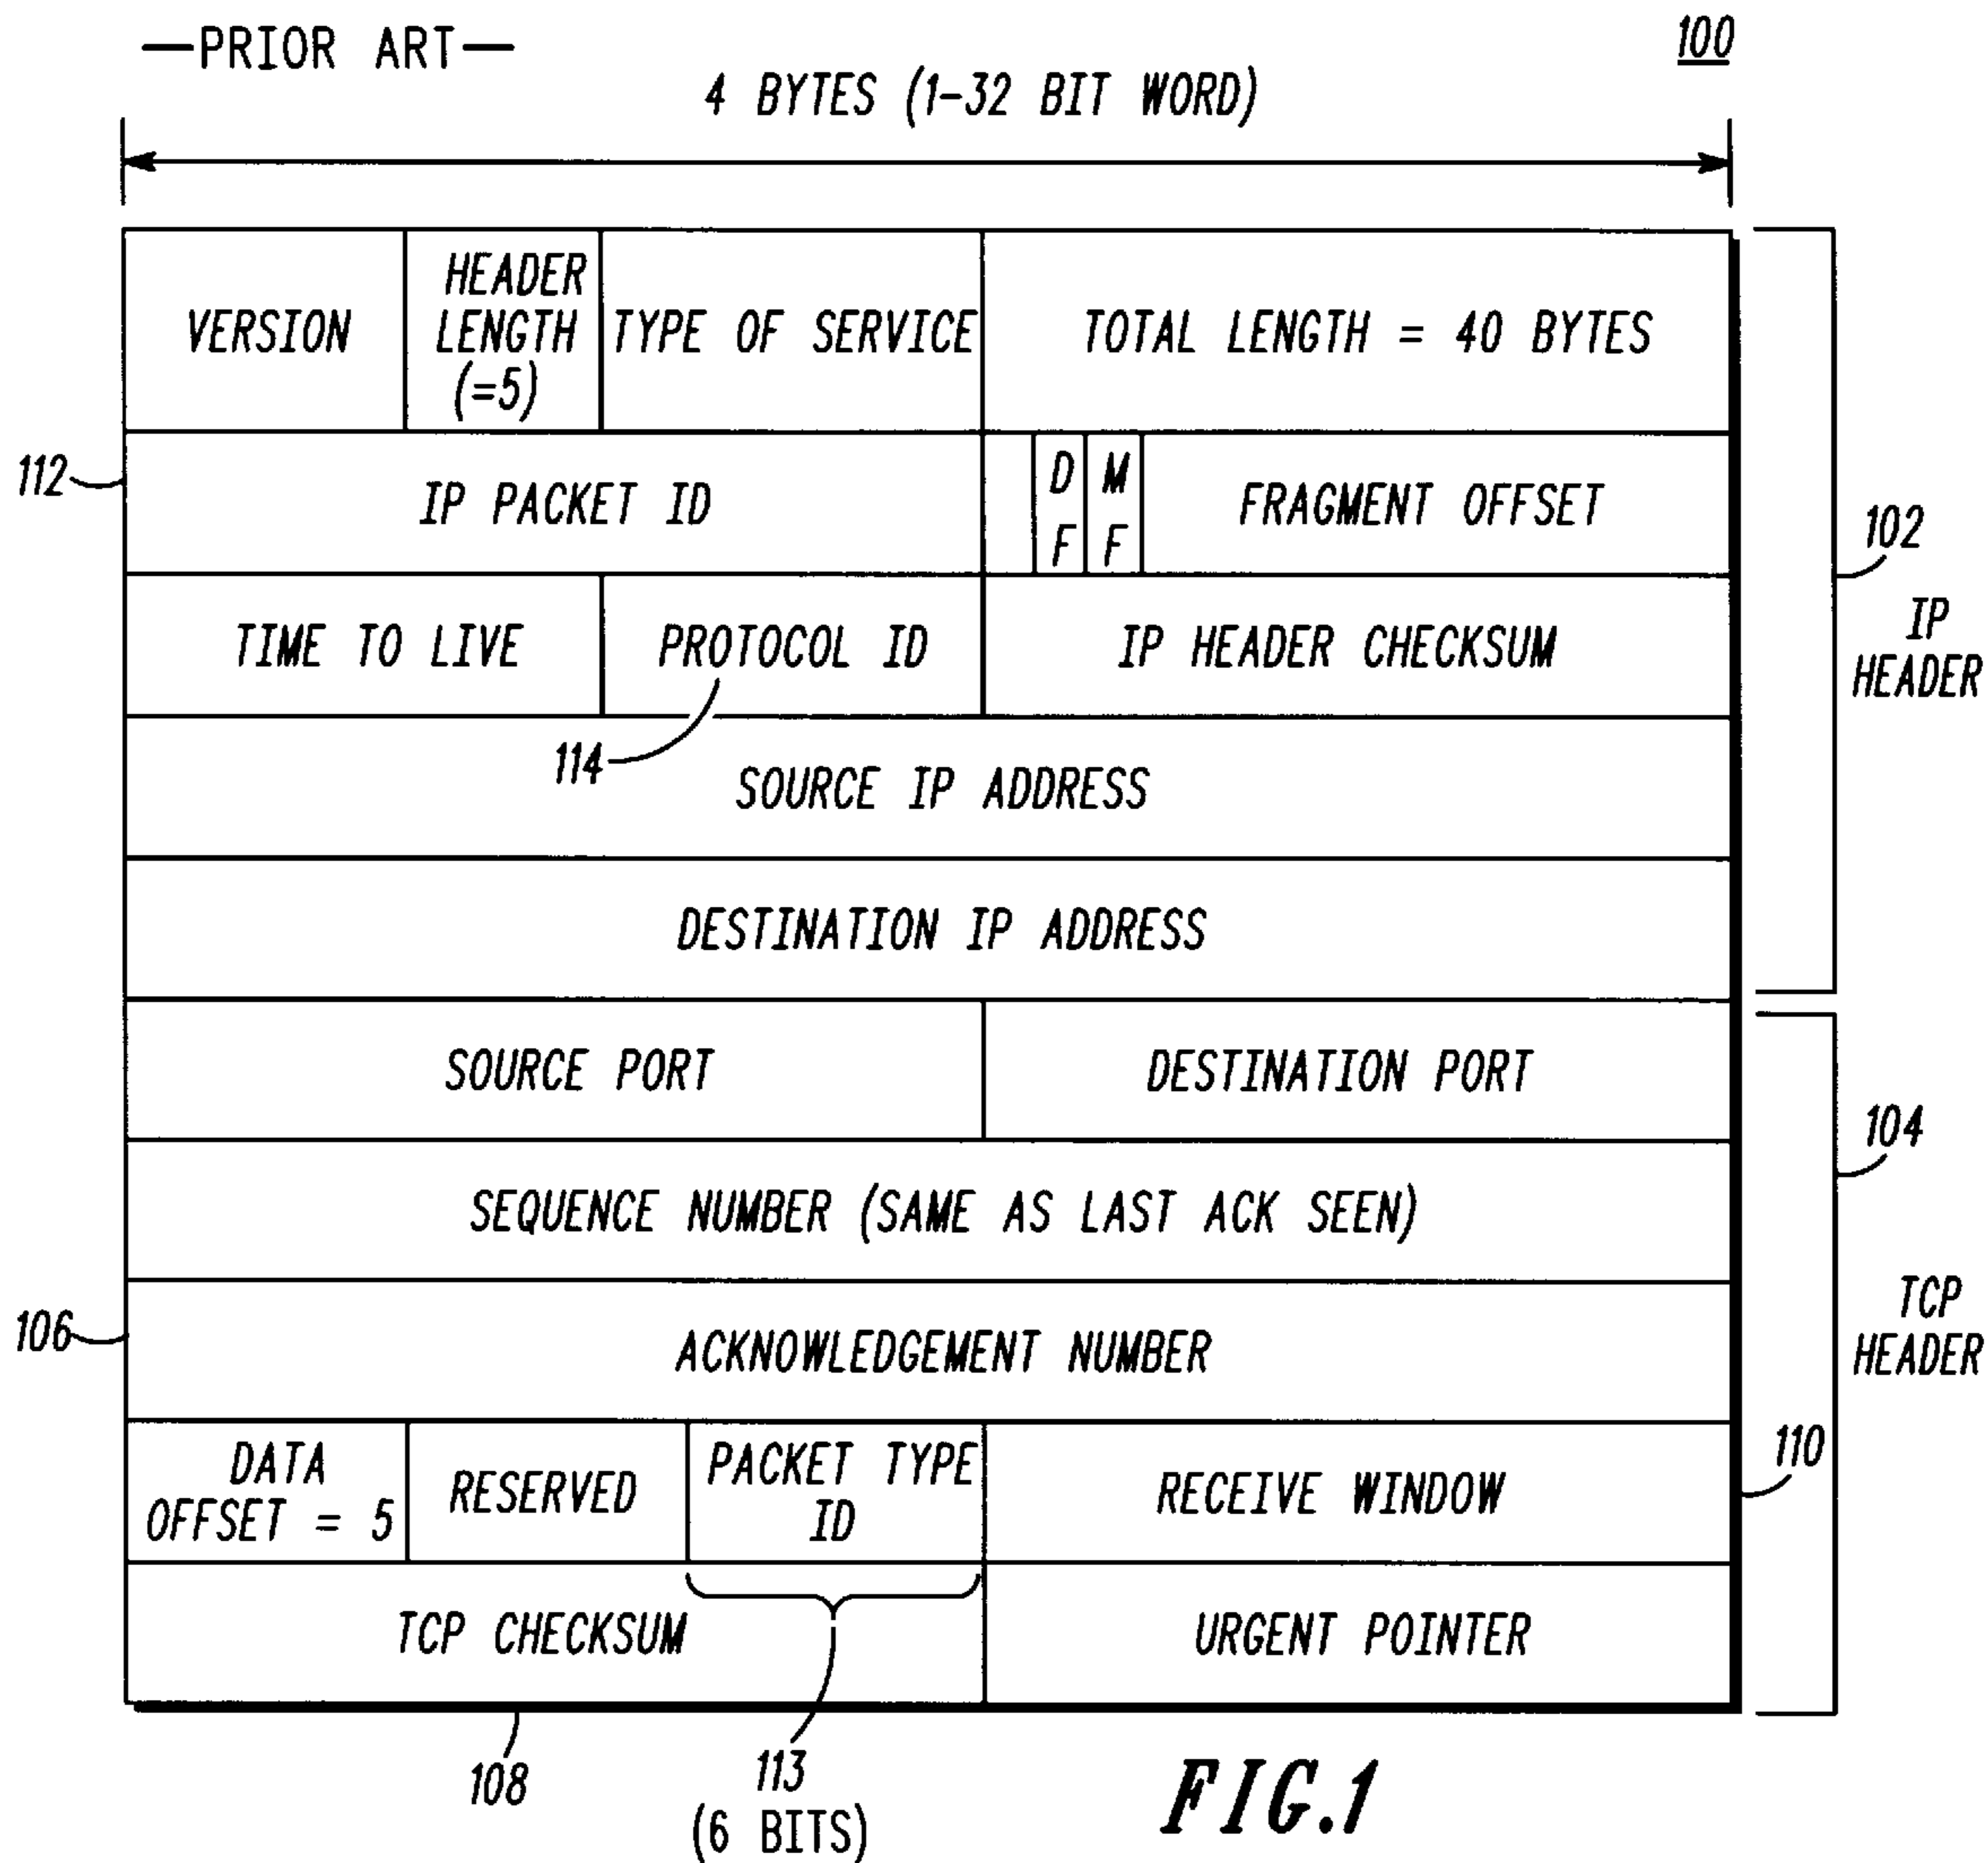 —PRIOR ART—
100
4 BYTES (1-32 BIT WORD)
VERSION
HEADER
LENGTH
(=5)
TYPE OF SERVICE
TOTAL LENGTH = 40 BYTES
112
IP PACKET ID
D
F
M
F
FRAGMENT OFFSET
102
IP
HEADER
TIME TO LIVE
PROTOCOL ID
IP HEADER CHECKSUM
114
SOURCE IP ADDRESS
DESTINATION IP ADDRESS
SOURCE PORT
DESTINATION PORT
104
SEQUENCE NUMBER (SAME AS LAST ACK SEEN)
106
ACKNOWLEDGEMENT NUMBER
TCP
HEADER
DATA
OFFSET = 5
RESERVED
PACKET TYPE
ID
RECEIVE WINDOW
110
TCP CHECKSUM
URGENT POINTER
108
113
(6 BITS)
FIG.1